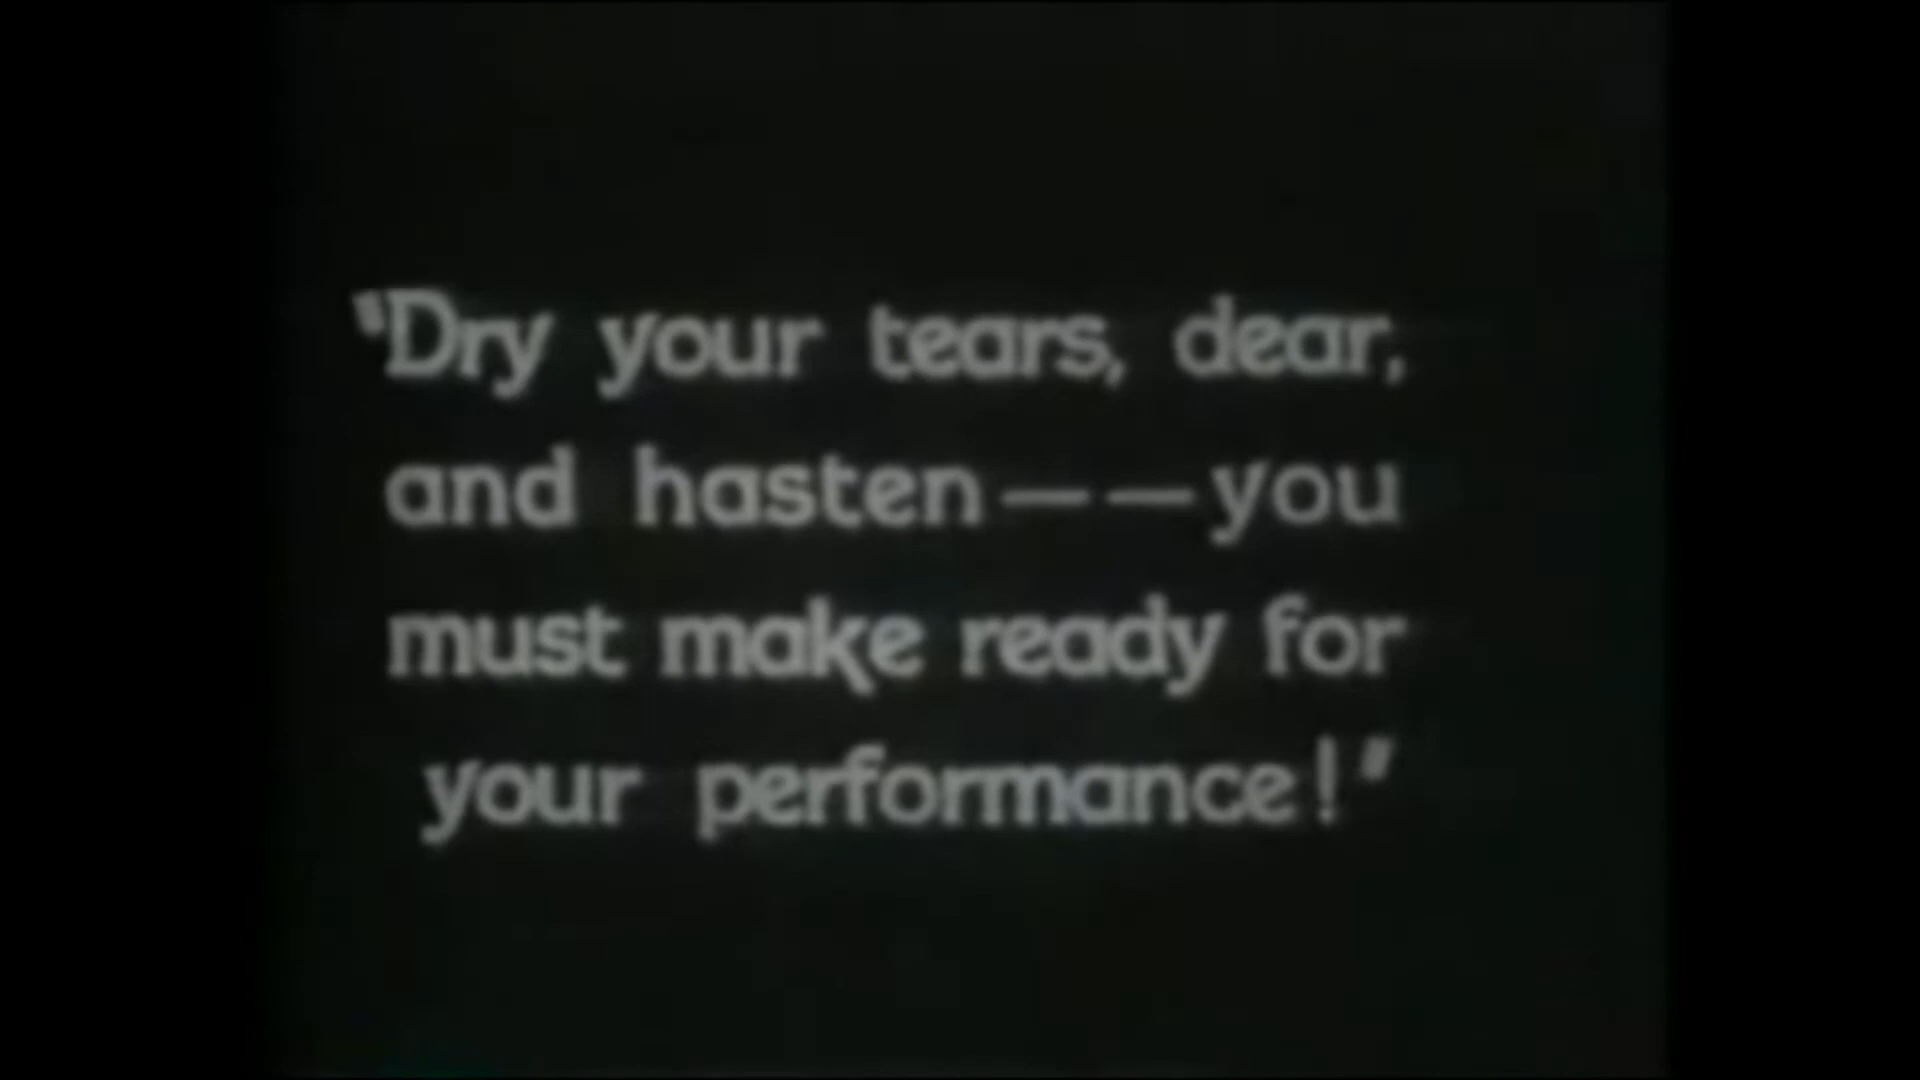 "Dry your tears, dear,
and hasten——you
must make ready for
your performance!"